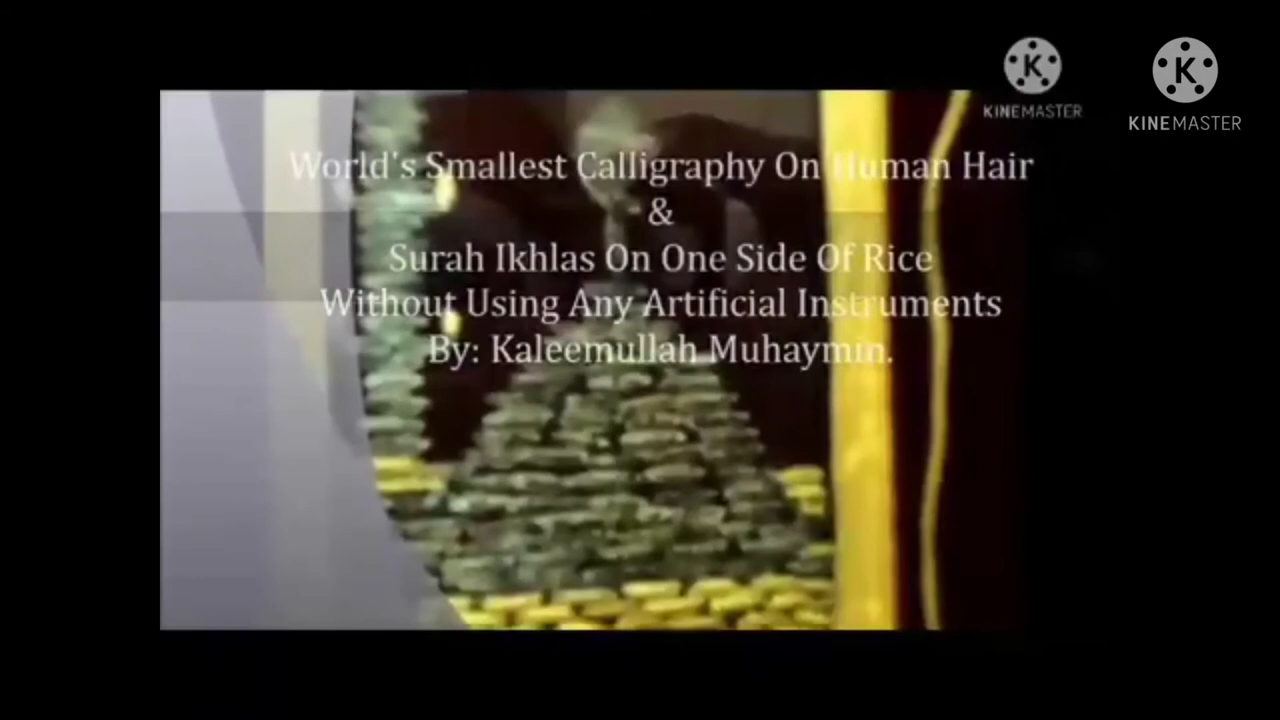 World's Smallest Calligraphy On Human Hair
&
Surah Ikhlas On One Side Of Rice
Without Using Any Artificial Instruments
By: Kaleemullah Muhaymin.
K
KINEMASTER
K
KINEMASTER